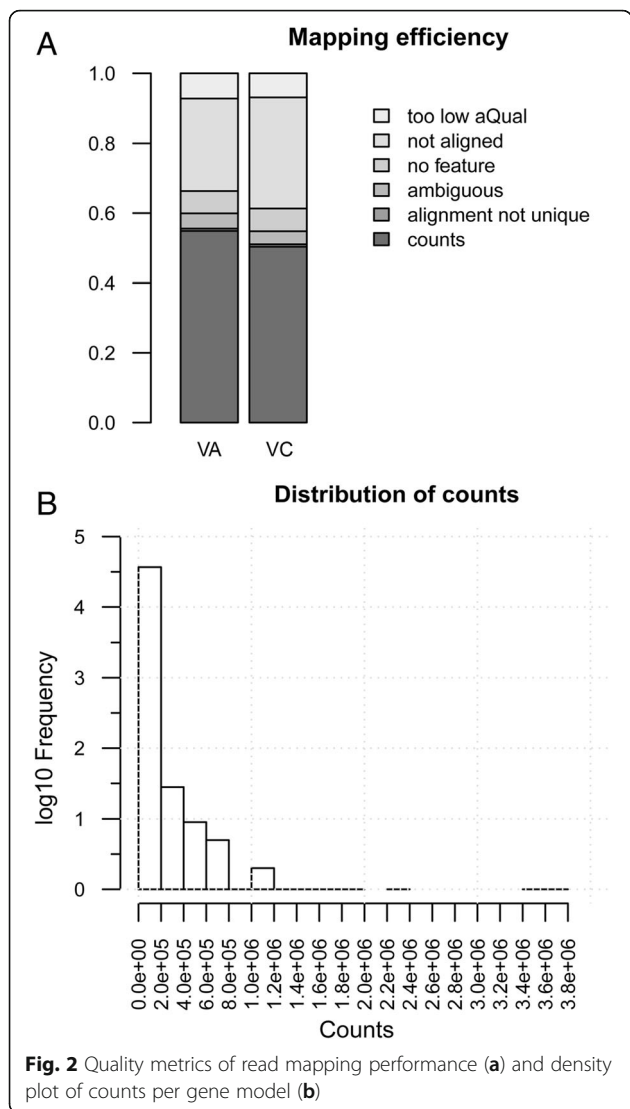 A
Mapping efficiency
1.0
0.8
0.6
0.4
0.2
0.0
too low aQual
not aligned
no feature
ambiguous
alignment not unique
counts
VA
VC
B
Distribution of counts
5
4
3
2
1
0
log10 Frequency
0.0e+00
2.0e+05
4.0e+05
6.0e+05
8.0e+05
1.0e+06
1.2e+06
1.4e+06
1.6e+06
1.8e+06
2.0e+06
2.2e+06
2.4e+06
2.6e+06
2.8e+06
3.0e+06
3.2e+06
3.4e+06
3.6e+06
3.8e+06
Counts
Fig. 2 Quality metrics of read mapping performance (a) and density
plot of counts per gene model (b)